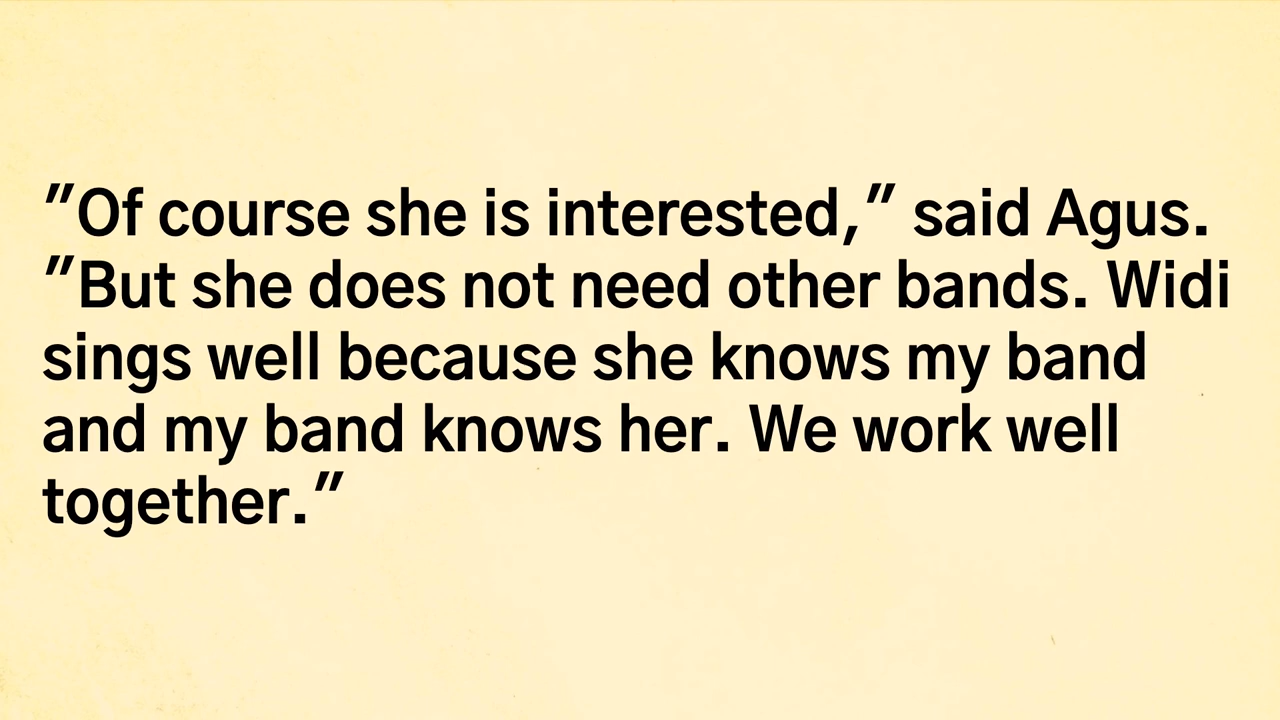 "Of course she is interested," said Agus.
"But she does not need other bands. Widi
sings well because she knows my band
and my band knows her. We work well
together."